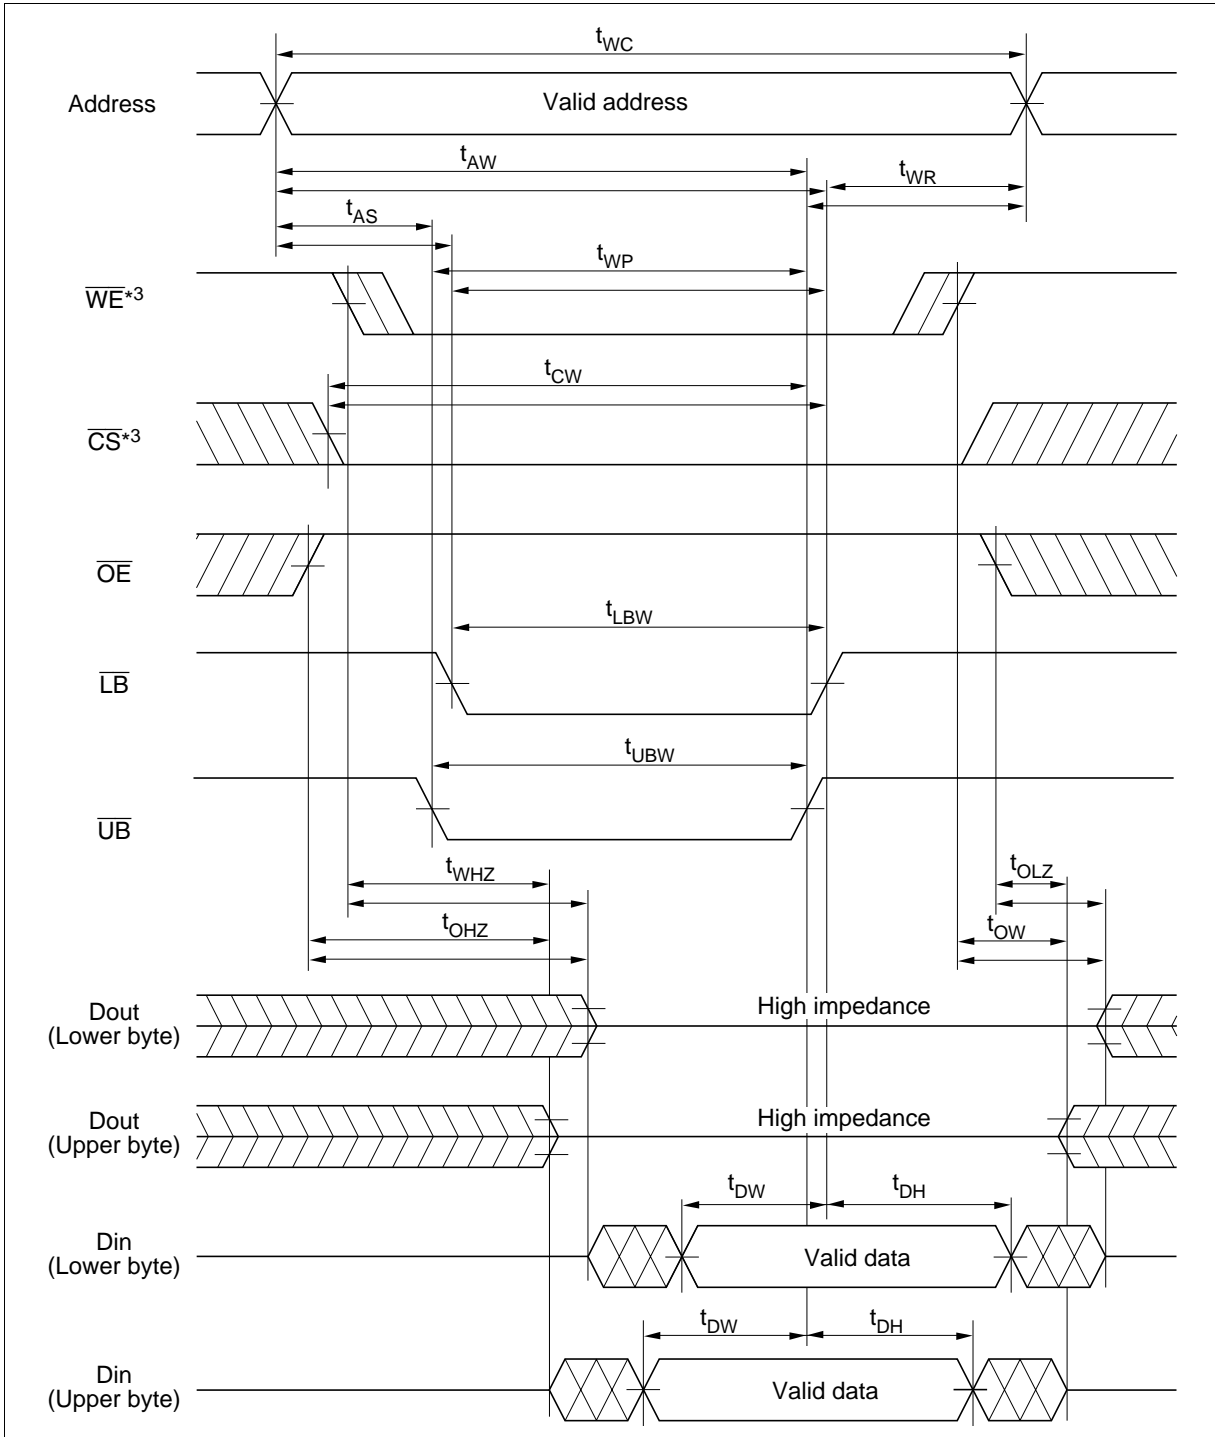 tWC
Address
Valid address
tAW
tWR
tAS
tWP
WE*3
tCW
CS*3
OE
tLBW
LB
tUBW
UB
tWHZ
tOLZ
tOHZ
tOW
Dout
(Lower byte)
High impedance
Dout
(Upper byte)
High impedance
tDW
tDH
Din
(Lower byte)
Valid data
tDW
tDH
Din
(Upper byte)
Valid data